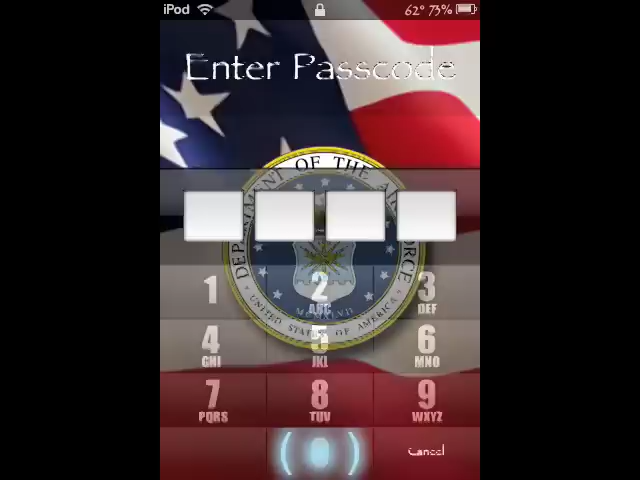 iPod 62° 73%
Enter Passcode
DEPARTMENT OF THE AIR FORCE
1 2 3
ABC DEF
MCMXLVII
UNITED STATES OF AMERICA
4 5 6
GHI JKL MNO
7 8 9
PQRS TUV WXYZ
0 Cancel